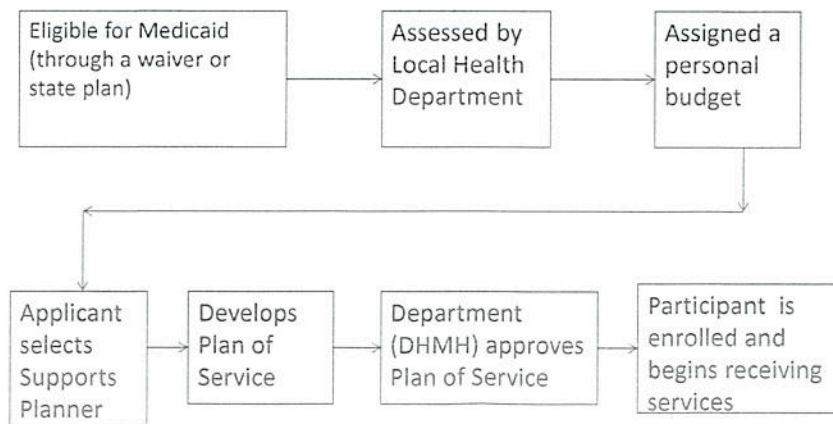 Eligible for Medicaid
(through a waiver or
state plan)
Assessed by
Local Health
Department
Assigned a
personal
budget
Applicant
selects
Supports
Planner
Develops
Plan of
Service
Department
(DHMH) approves
Plan of Service
Participant is
enrolled and
begins receiving
services